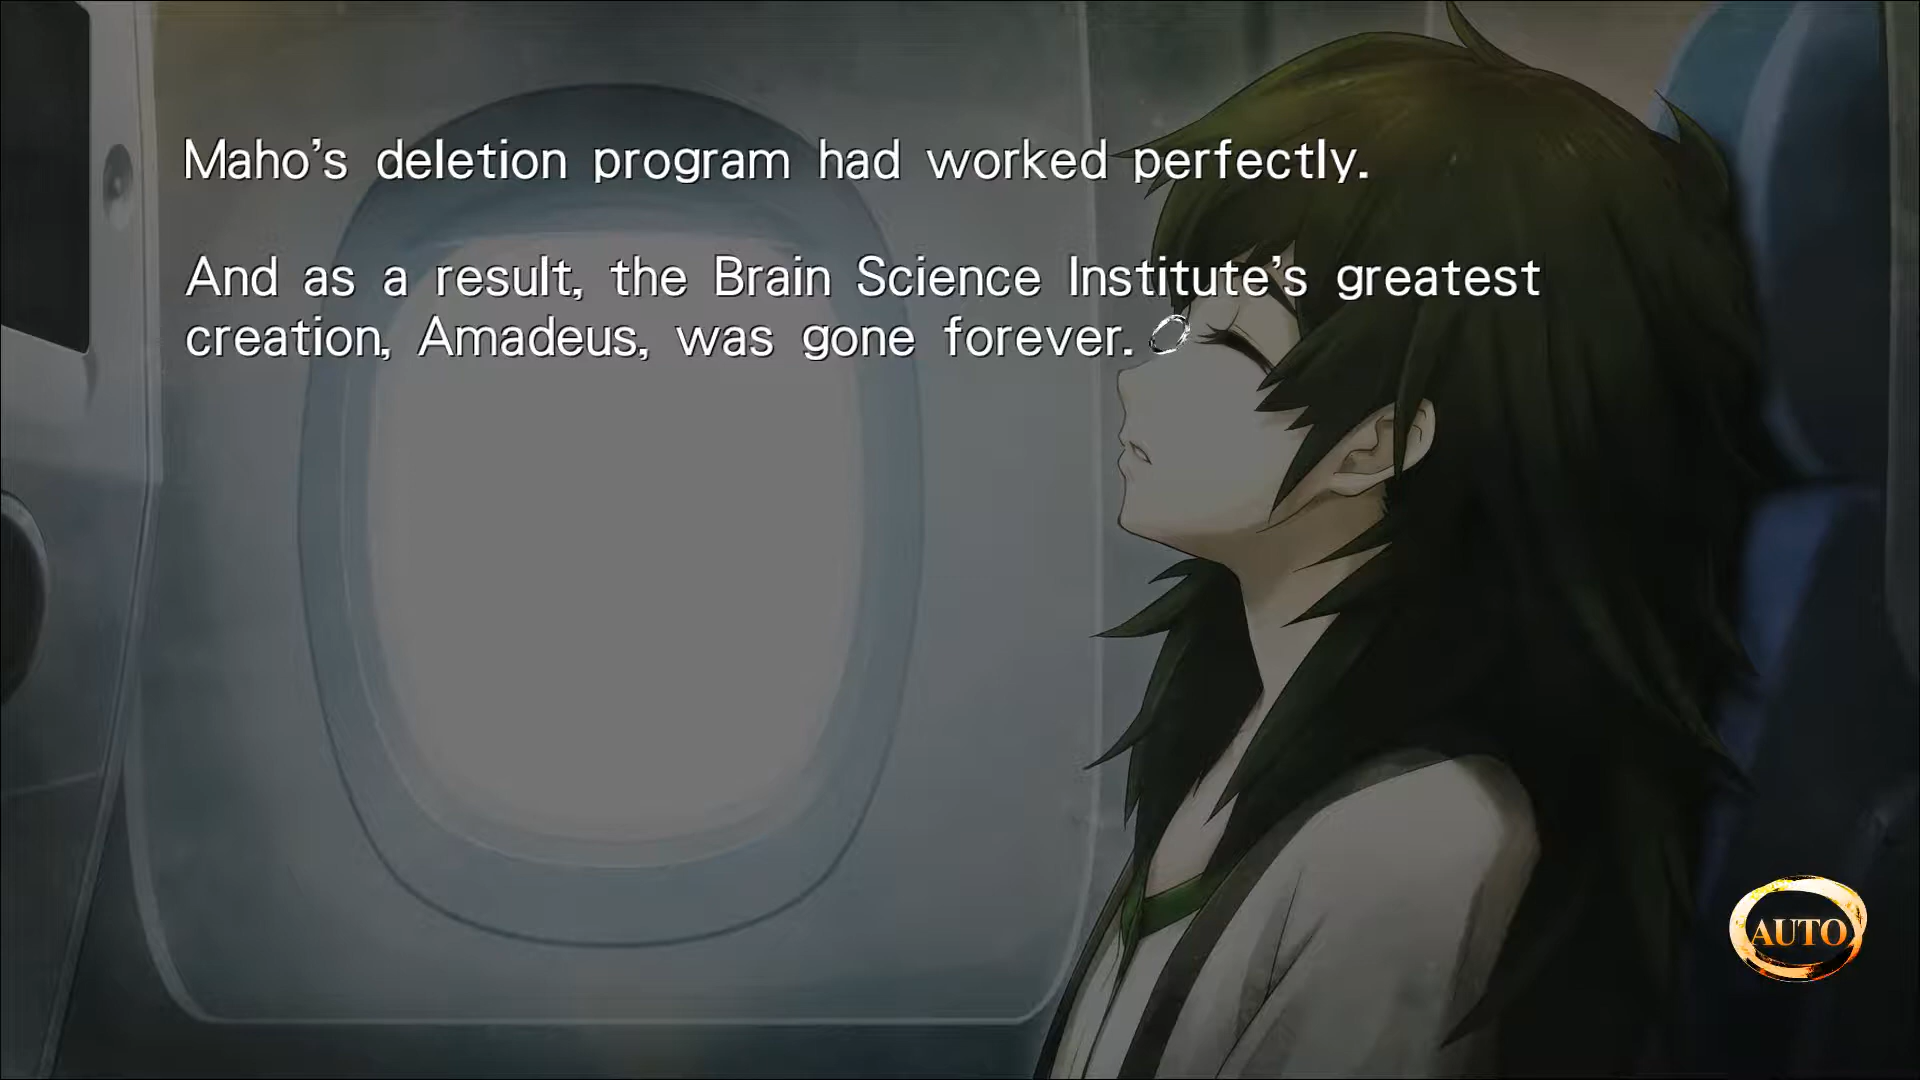 Maho’s deletion program had worked perfectly.
And as a result, the Brain Science Institute’s greatest
creation, Amadeus, was gone forever.
AUTO